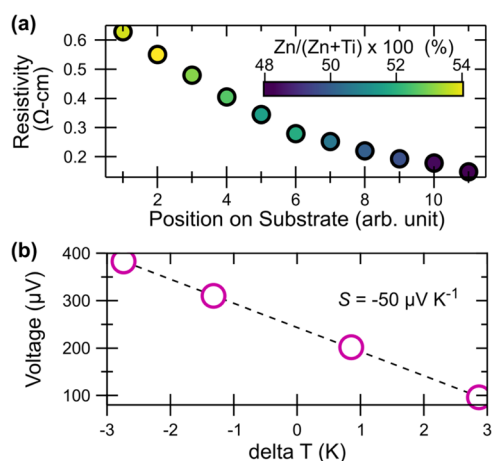 (a)
Zn/(Zn+Ti) x 100 (%)
48 50 52 54
0.6
0.5
0.4
0.3
0.2
Resistivity
(Ω-cm)
2 4 6 8 10
Position on Substrate (arb. unit)
(b)
400
300
200
100
Voltage (µV)
S = -50 µV K-1
-3 -2 -1 0 1 2 3
delta T (K)